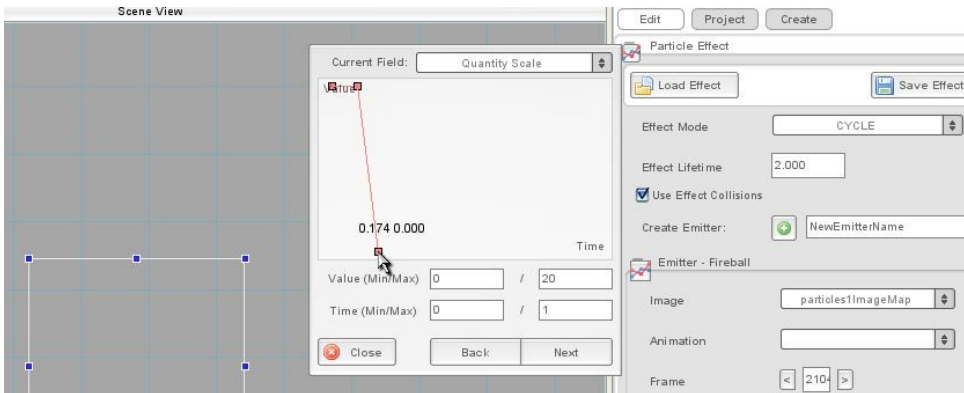 Scene View
Current Field: Quantity Scale
Value
0.174 0.000
Time
Value (Min/Max) 0 / 20
Time (Min/Max) 0 / 1
Close Back Next
Edit Project Create
Particle Effect
Load Effect Save Effect
Effect Mode CYCLE
Effect Lifetime 2.000
Use Effect Collisions
Create Emitter: NewEmitterName
Emitter - Fireball
Image particles1ImageMap
Animation
Frame < 2104 >